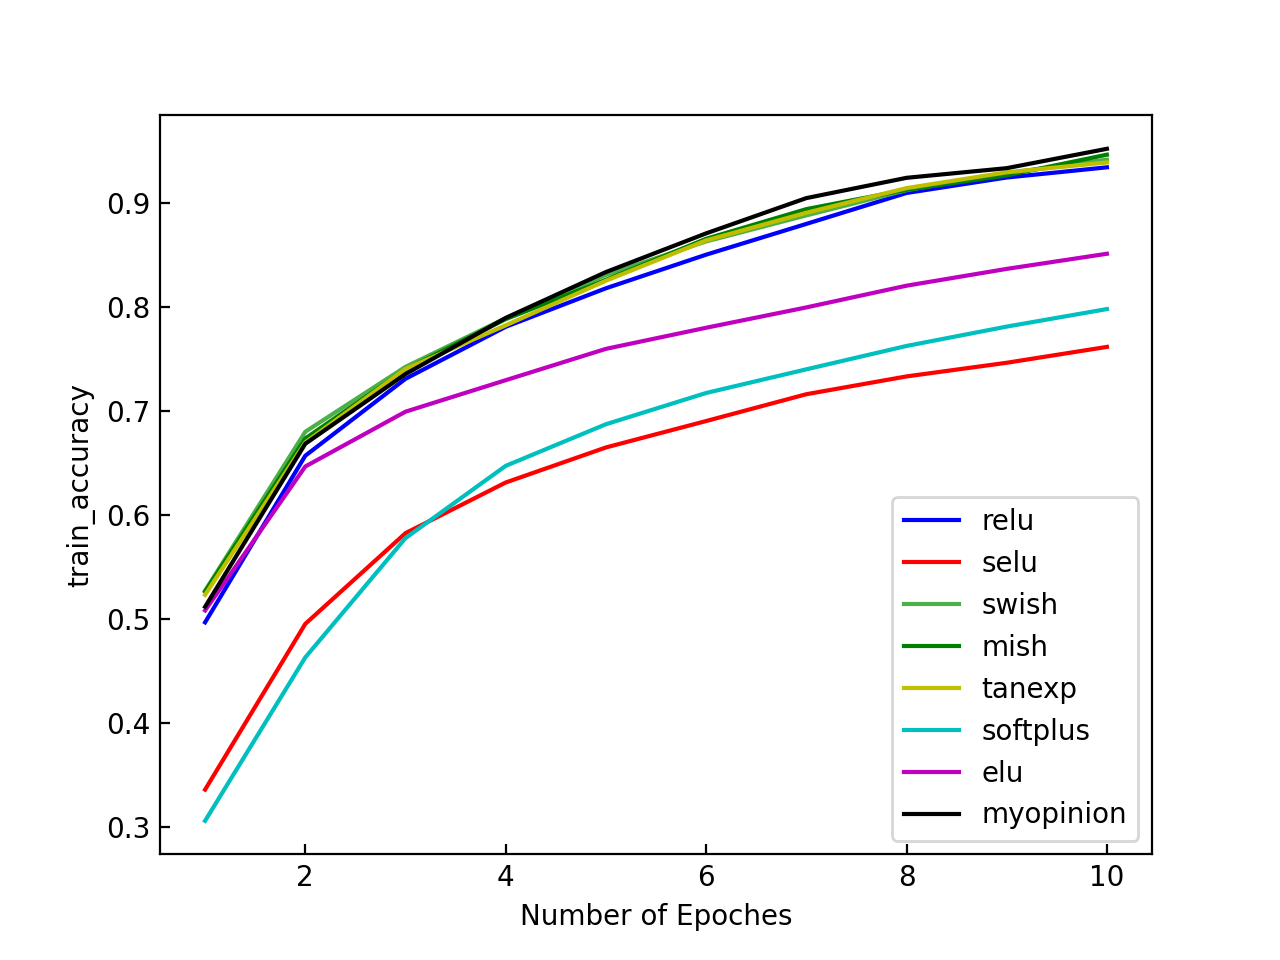 0.9
0.8
0.7
0.6
0.5
0.4
0.3
train_accuracy
2 4 6 8 10
Number of Epoches
relu
selu
swish
mish
tanexp
softplus
elu
myopinion